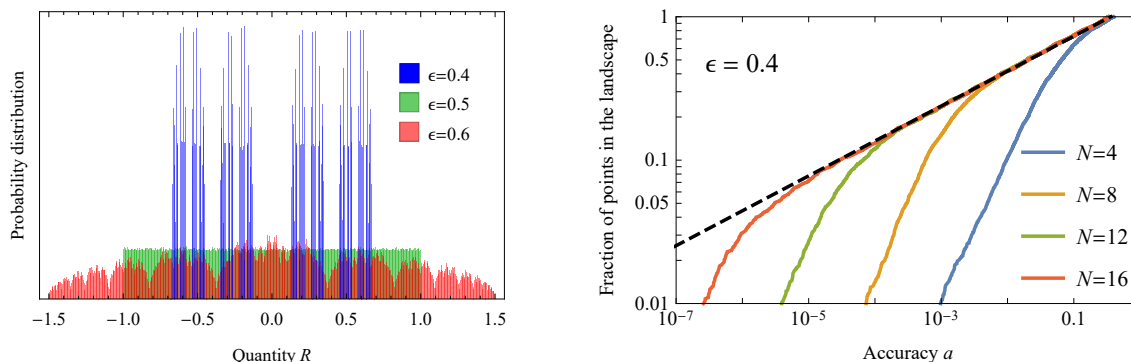 Probability distribution
ϵ=0.4
ϵ=0.5
ϵ=0.6
−1.5 −1.0 −0.5 0.0 0.5 1.0 1.5
Quantity R
Fraction of points in the landscape
1
0.5
0.1
0.05
0.01
ϵ = 0.4
N=4
N=8
N=12
N=16
10⁻⁷ 10⁻⁵ 10⁻³ 0.1
Accuracy a